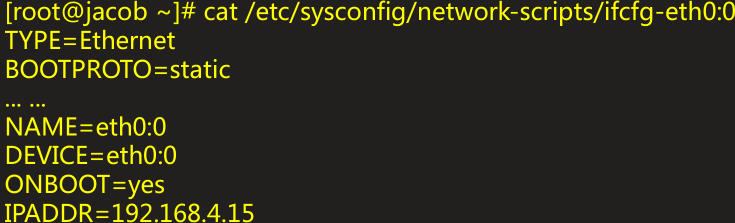 [root@jacob ~]# cat /etc/sysconfig/network-scripts/ifcfg-eth0:0
TYPE=Ethernet
BOOTPROTO=static
... ...
NAME=eth0:0
DEVICE=eth0:0
ONBOOT=yes
IPADDR=192.168.4.15